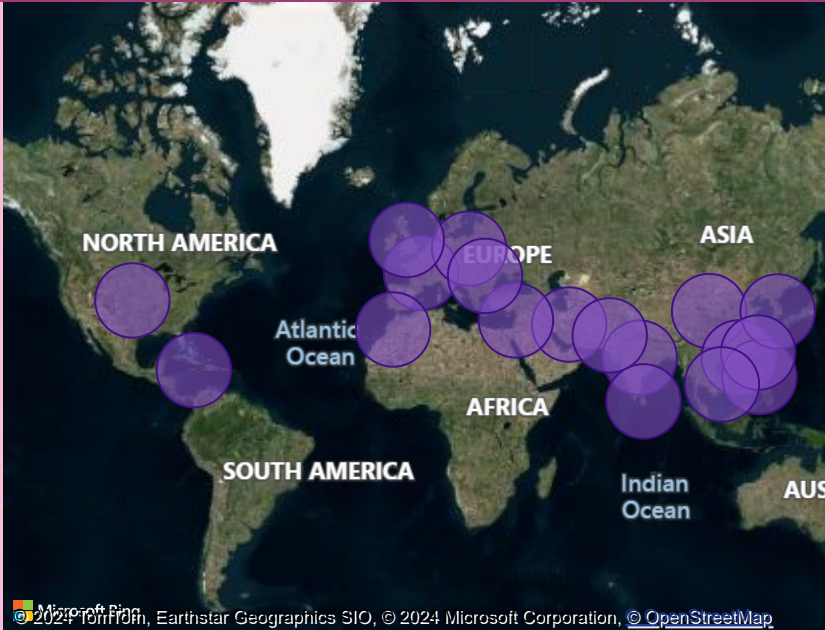 NORTH AMERICA
EUROPE
ASIA
Atlantic
Ocean
AFRICA
SOUTH AMERICA
Indian
Ocean
AUS
Microsoft Bing
© 2024 TomTom, Earthstar Geographics SIO, © 2024 Microsoft Corporation, © OpenStreetMap